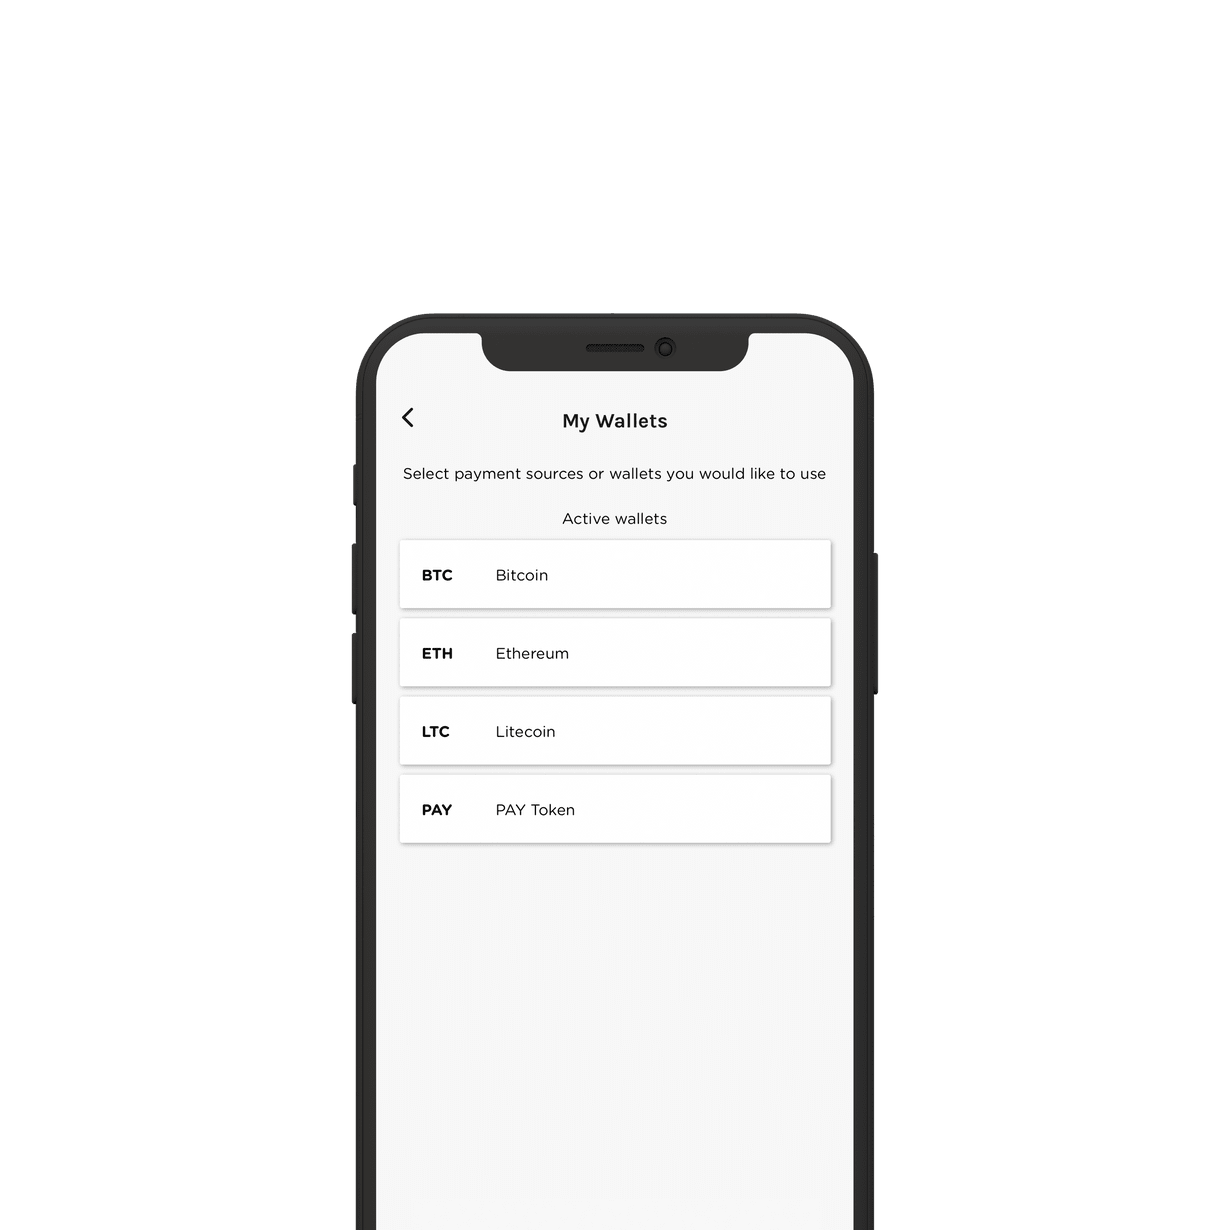 My Wallets
Select payment sources or wallets you would like to use
Active wallets
BTC Bitcoin
ETH Ethereum
LTC Litecoin
PAY PAY Token